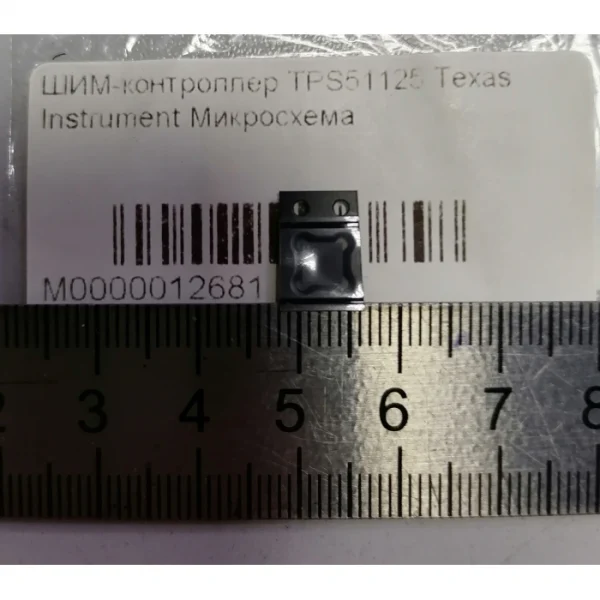 ШИМ-контроллер TPS51125 Texas
Instrument Микросхема
M0000012681
2 3 4 5 6 7 8